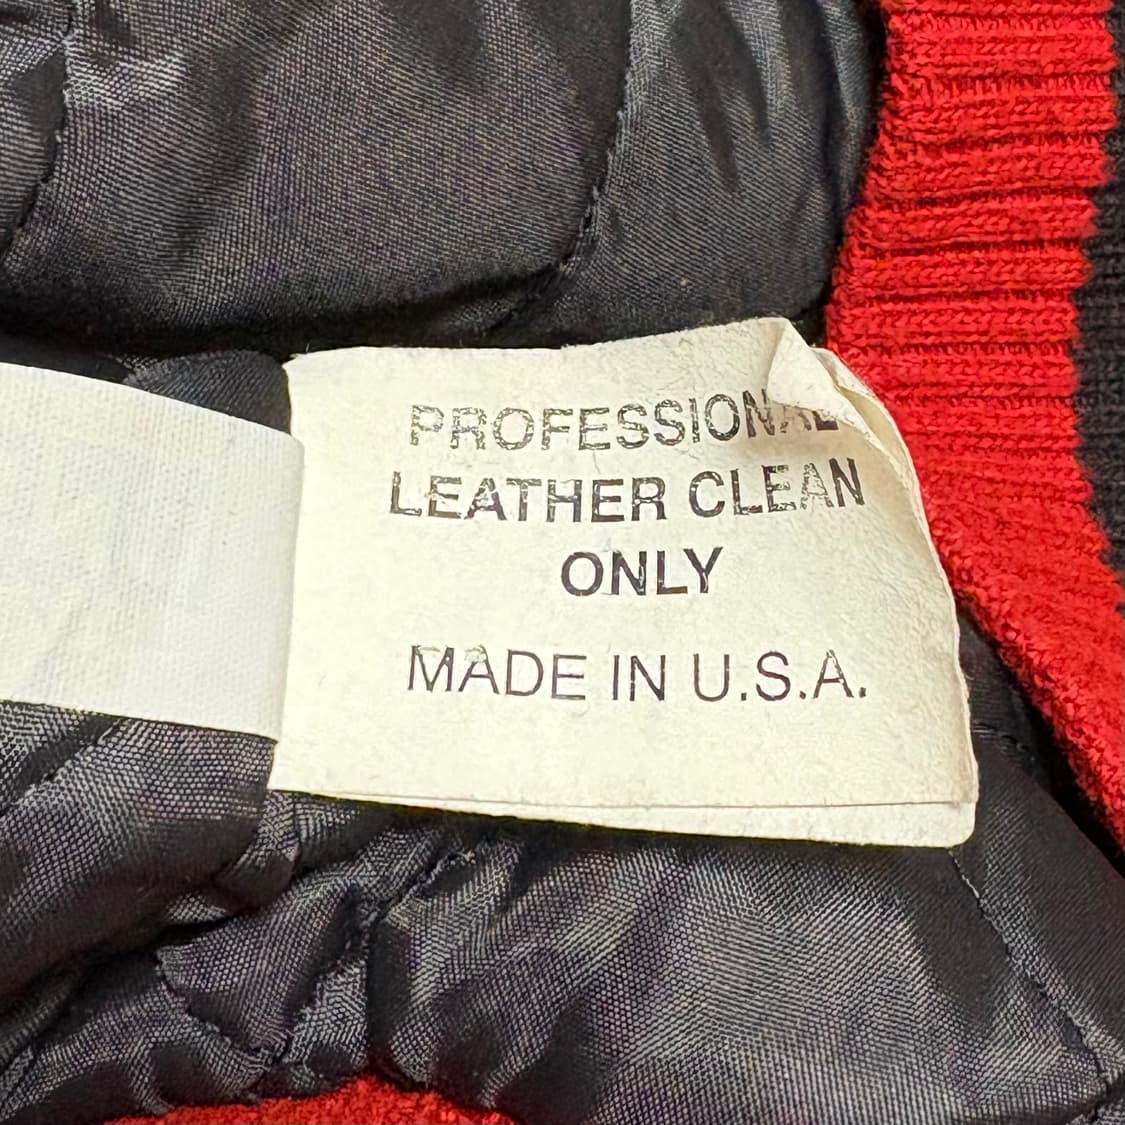 PROFESSIONAL
LEATHER CLEAN
ONLY
MADE IN U.S.A.